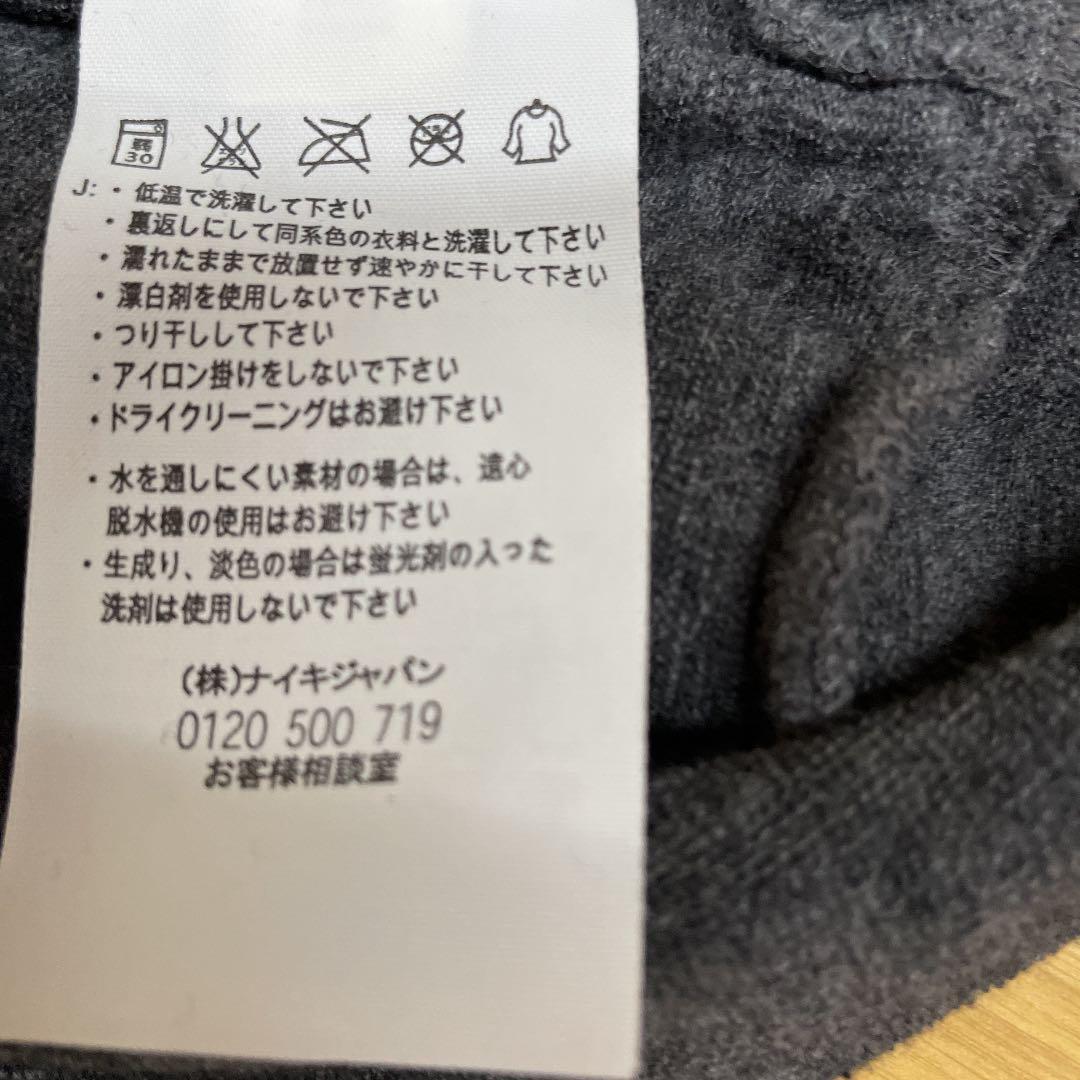 弱
30
J: ・低温で洗濯して下さい
・裏返しにして同系色の衣料と洗濯して下さい
・濡れたままで放置せず速やかに干して下さい
・漂白剤を使用しないで下さい
・つり干しして下さい
・アイロン掛けをしないで下さい
・ドライクリーニングはお避け下さい
・水を通しにくい素材の場合は、遠心
脱水機の使用はお避け下さい
・生成り、淡色の場合は蛍光剤の入った
洗剤は使用しないで下さい
(株)ナイキジャパン
0120 500 719
お客様相談室